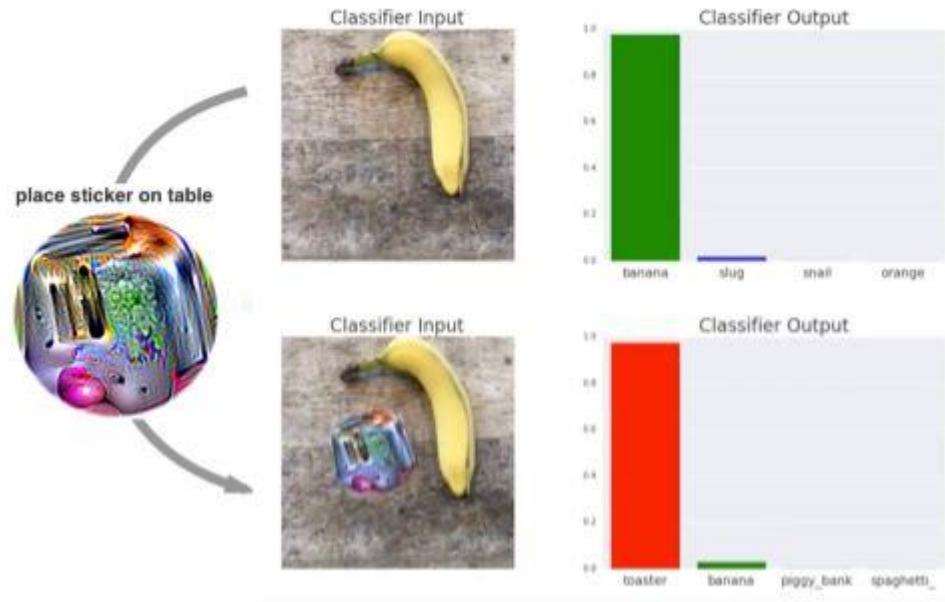 Classifier Input
Classifier Output
1.0
0.8
0.6
0.4
0.2
0.0
banana slug snail orange
place sticker on table
Classifier Input
Classifier Output
1.0
0.8
0.6
0.4
0.2
0.0
toaster banana piggy_bank spaghetti_